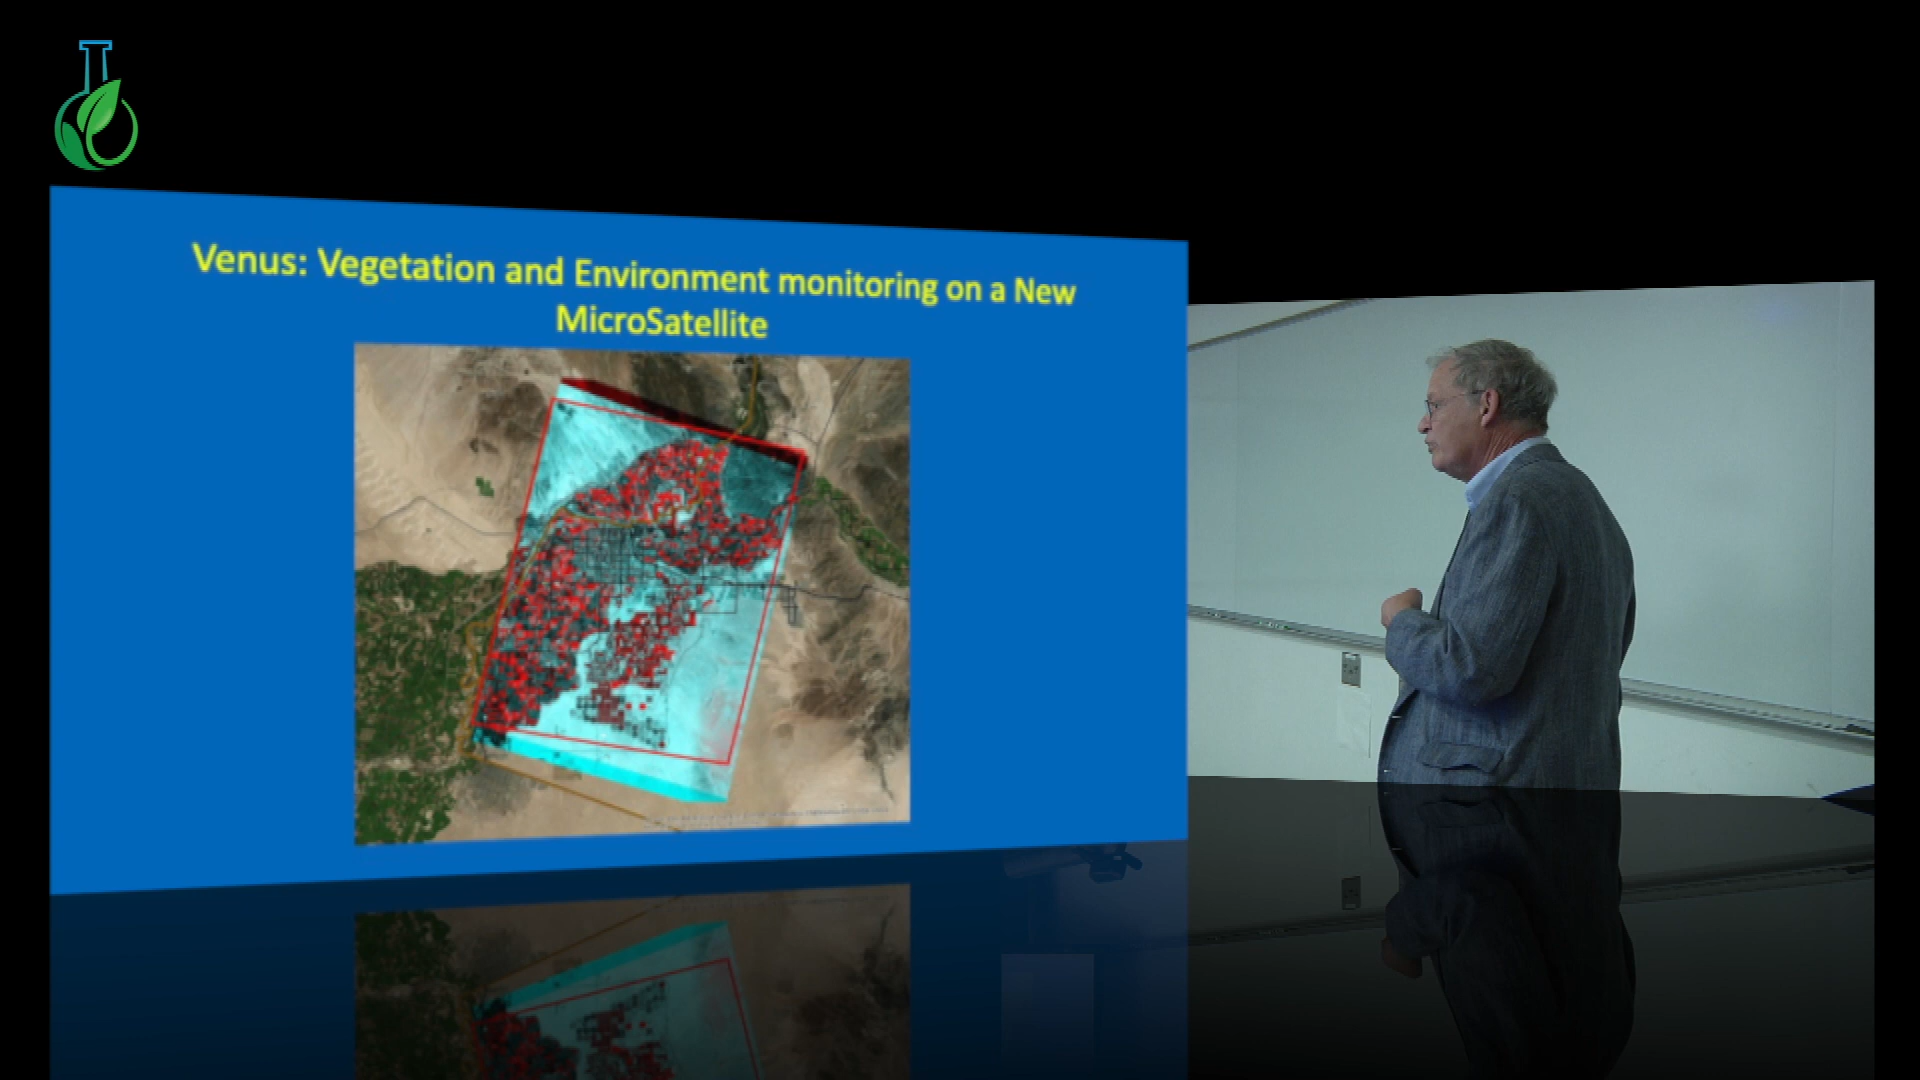 Venus: Vegetation and Environment monitoring on a New
MicroSatellite